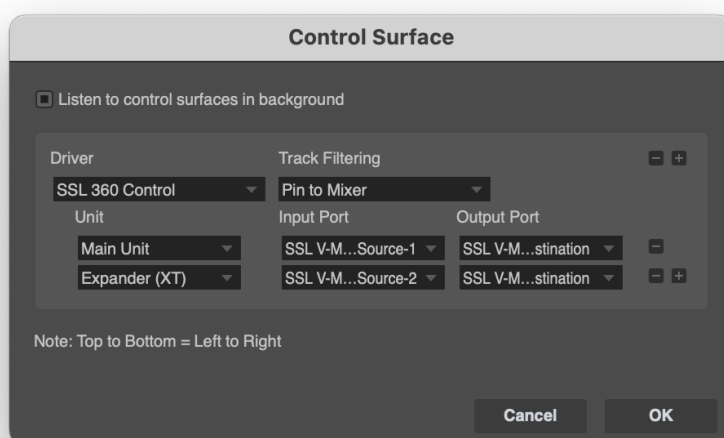 Control Surface
Listen to control surfaces in background
Driver Track Filtering
SSL 360 Control Pin to Mixer
Unit Input Port Output Port
Main Unit SSL V-M...Source-1 SSL V-M...stination
Expander (XT) SSL V-M...Source-2 SSL V-M...stination
Note: Top to Bottom = Left to Right
Cancel OK